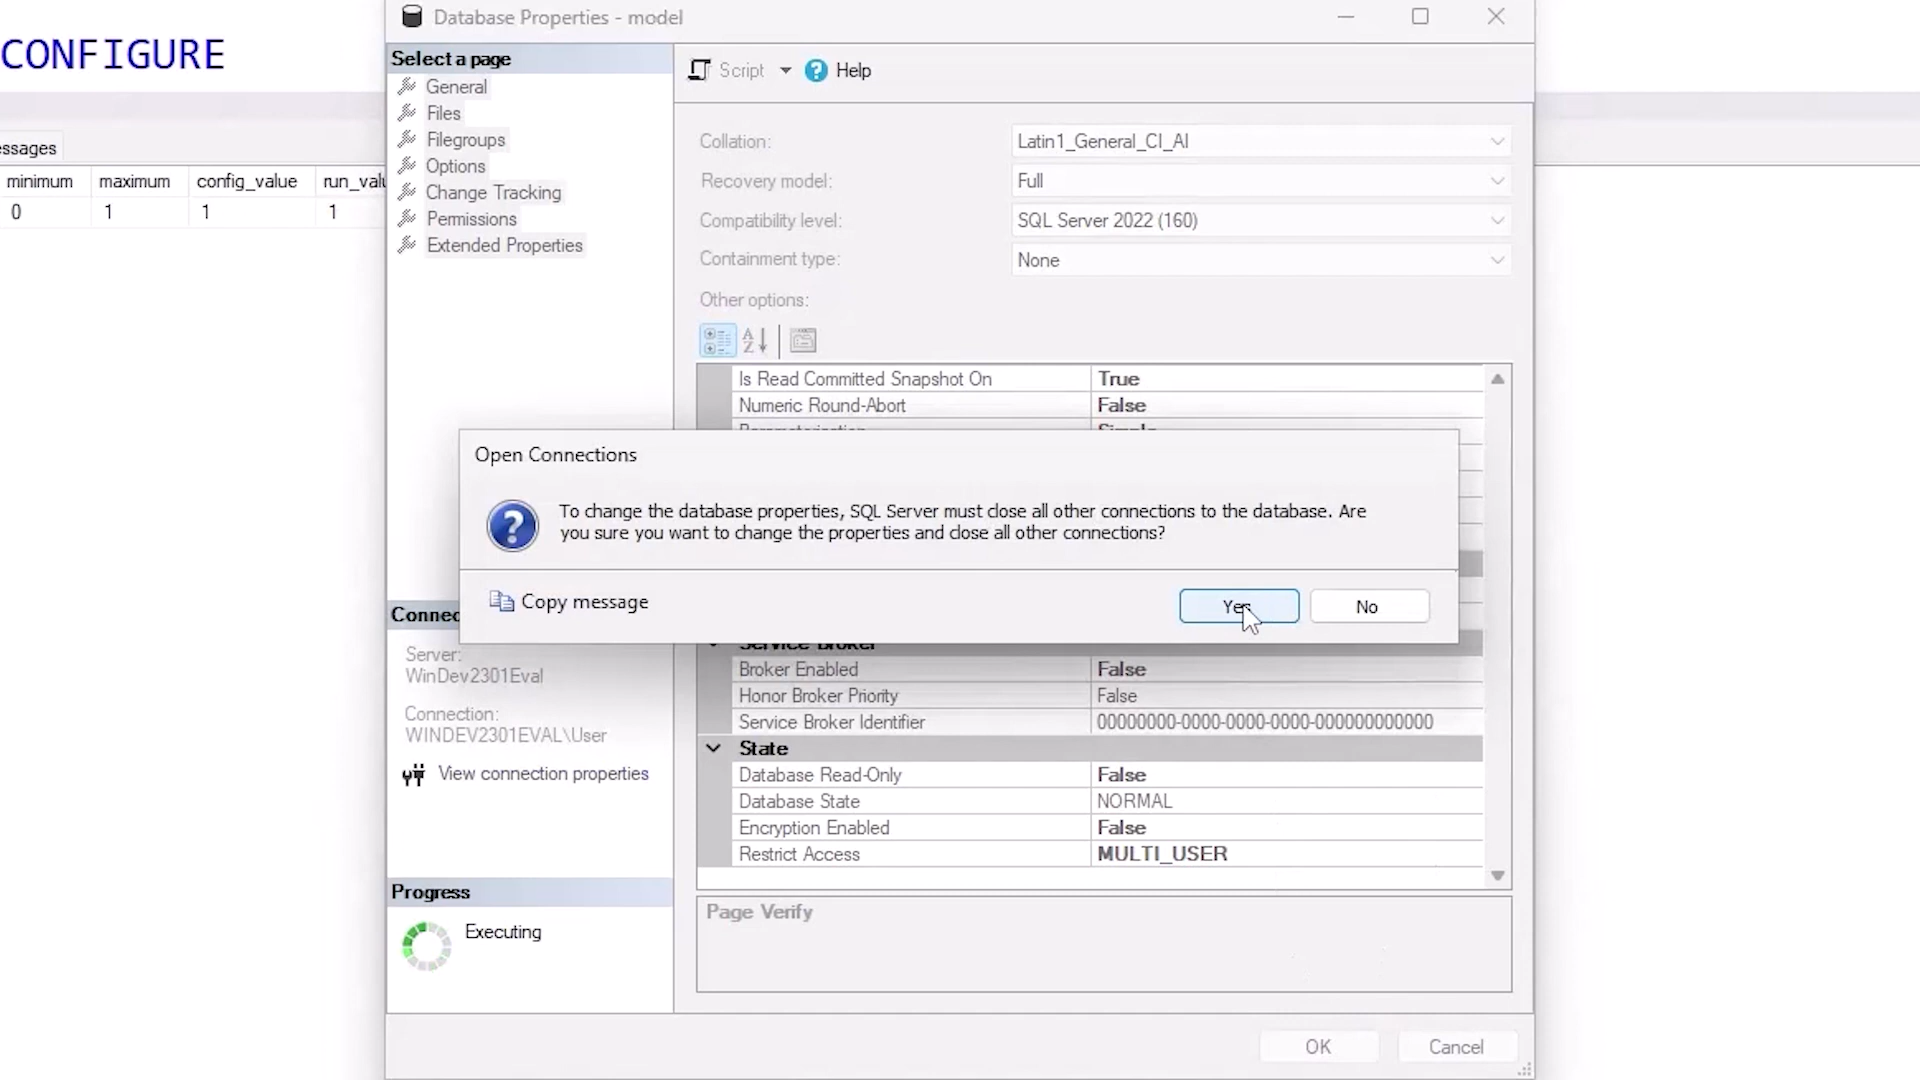 Database Properties - model
CONFIGURE
Select a page
General
Files
Filegroups
Options
Change Tracking
Permissions
Extended Properties
Script
Help
essages
minimum maximum config_value run_valu
0 1 1 1
Collation: Latin1_General_CI_AI
Recovery model: Full
Compatibility level: SQL Server 2022 (160)
Containment type: None
Other options:
Is Read Committed Snapshot On True
Numeric Round-Abort False
Parameterization Simple
Open Connections
To change the database properties, SQL Server must close all other connections to the database. Are
you sure you want to change the properties and close all other connections?
Copy message
Yes
No
Connec
Server:
WinDev2301Eval
Connection:
WINDEV2301EVAL\User
View connection properties
Service Broker
Broker Enabled False
Honor Broker Priority False
Service Broker Identifier 00000000-0000-0000-0000-000000000000
State
Database Read-Only False
Database State NORMAL
Encryption Enabled False
Restrict Access MULTI_USER
Progress
Executing
Page Verify
OK
Cancel